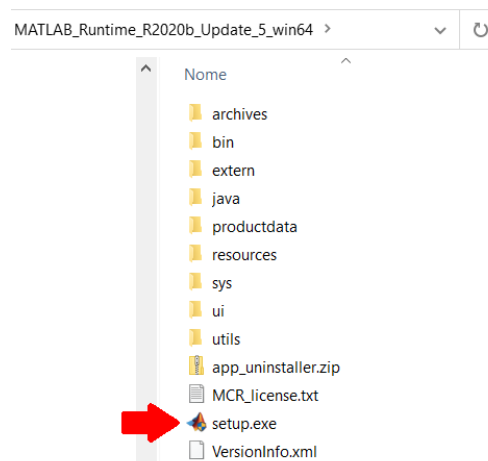 MATLAB_Runtime_R2020b_Update_5_win64 >
Nome
archives
bin
extern
java
productdata
resources
sys
ui
utils
app_uninstaller.zip
MCR_license.txt
setup.exe
VersionInfo.xml